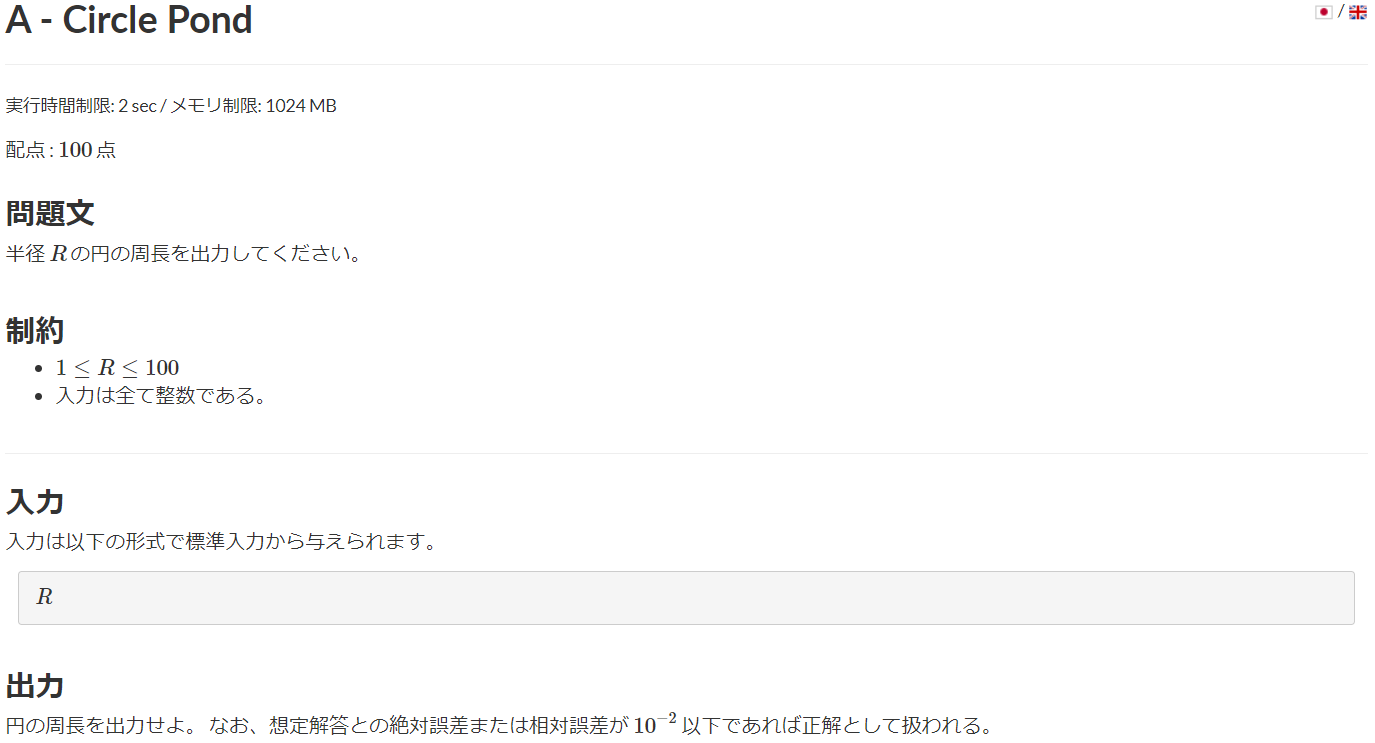 A - Circle Pond
/
実行時間制限: 2 sec / メモリ制限: 1024 MB
配点 : 100 点
問題文
半径 R の円の周長を出力してください。
制約
1 ≤ R ≤ 100
入力は全て整数である。
入力
入力は以下の形式で標準入力から与えられます。
R
出力
円の周長を出力せよ。 なお、想定解答との絶対誤差または相対誤差が 10⁻² 以下であれば正解として扱われる。